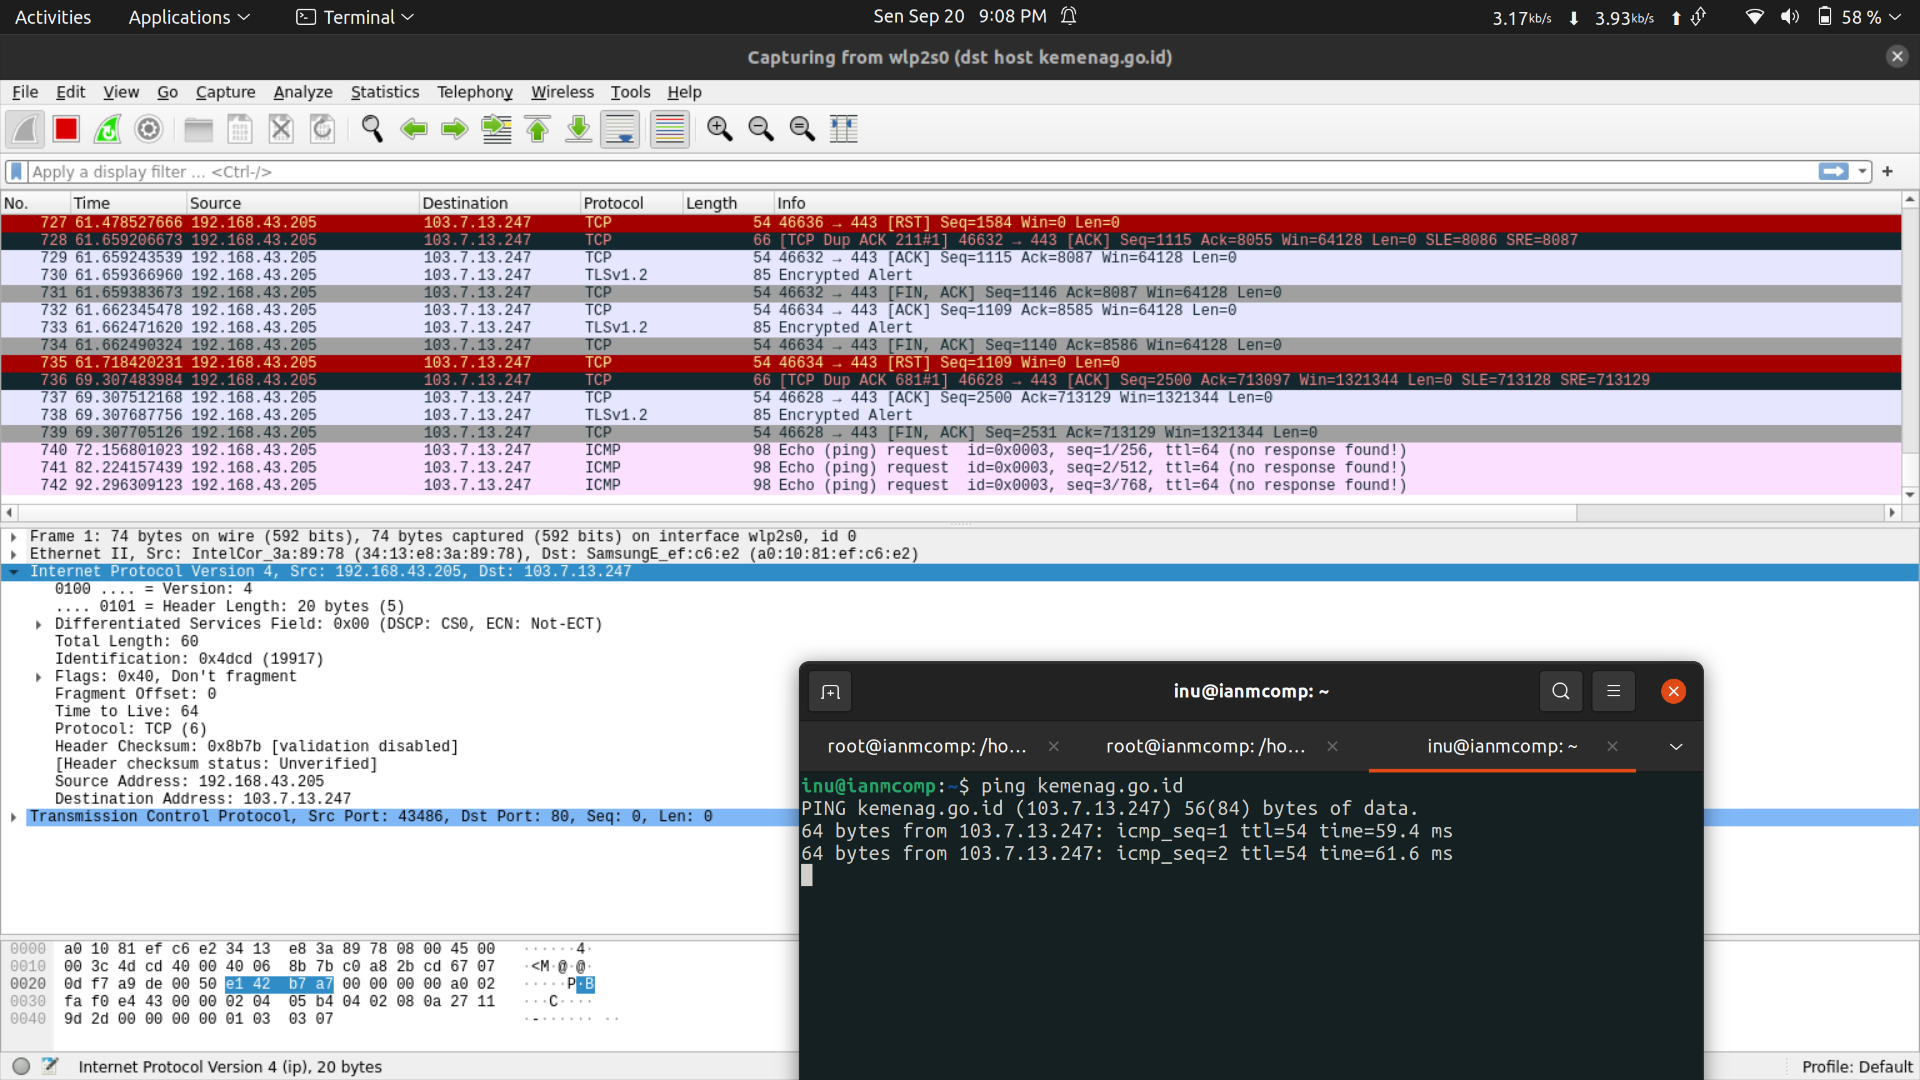 Activities Applications Terminal Sen Sep 20 9:08 PM 3.17kb/s 3.93kb/s 58 %
Capturing from wlp2s0 (dst host kemenag.go.id)
File Edit View Go Capture Analyze Statistics Telephony Wireless Tools Help
Apply a display filter … <Ctrl-/>
No. Time Source Destination Protocol Length Info
727 61.478527666 192.168.43.205 103.7.13.247 TCP 54 46636 → 443 [RST] Seq=1584 Win=0 Len=0
728 61.659206673 192.168.43.205 103.7.13.247 TCP 66 [TCP Dup ACK 211#1] 46632 → 443 [ACK] Seq=1115 Ack=8055 Win=64128 Len=0 SLE=8086 SRE=8087
729 61.659243539 192.168.43.205 103.7.13.247 TCP 54 46632 → 443 [ACK] Seq=1115 Ack=8087 Win=64128 Len=0
730 61.659366960 192.168.43.205 103.7.13.247 TLSv1.2 85 Encrypted Alert
731 61.659383673 192.168.43.205 103.7.13.247 TCP 54 46632 → 443 [FIN, ACK] Seq=1146 Ack=8087 Win=64128 Len=0
732 61.662345478 192.168.43.205 103.7.13.247 TCP 54 46634 → 443 [ACK] Seq=1109 Ack=8585 Win=64128 Len=0
733 61.662471620 192.168.43.205 103.7.13.247 TLSv1.2 85 Encrypted Alert
734 61.662490324 192.168.43.205 103.7.13.247 TCP 54 46634 → 443 [FIN, ACK] Seq=1140 Ack=8586 Win=64128 Len=0
735 61.718420231 192.168.43.205 103.7.13.247 TCP 54 46634 → 443 [RST] Seq=1109 Win=0 Len=0
736 69.307483984 192.168.43.205 103.7.13.247 TCP 66 [TCP Dup ACK 681#1] 46628 → 443 [ACK] Seq=2500 Ack=713097 Win=1321344 Len=0 SLE=713128 SRE=713129
737 69.307512168 192.168.43.205 103.7.13.247 TCP 54 46628 → 443 [ACK] Seq=2500 Ack=713129 Win=1321344 Len=0
738 69.307687756 192.168.43.205 103.7.13.247 TLSv1.2 85 Encrypted Alert
739 69.307705126 192.168.43.205 103.7.13.247 TCP 54 46628 → 443 [FIN, ACK] Seq=2531 Ack=713129 Win=1321344 Len=0
740 72.156801023 192.168.43.205 103.7.13.247 ICMP 98 Echo (ping) request id=0x0003, seq=1/256, ttl=64 (no response found!)
741 82.224157439 192.168.43.205 103.7.13.247 ICMP 98 Echo (ping) request id=0x0003, seq=2/512, ttl=64 (no response found!)
742 92.296309123 192.168.43.205 103.7.13.247 ICMP 98 Echo (ping) request id=0x0003, seq=3/768, ttl=64 (no response found!)
Frame 1: 74 bytes on wire (592 bits), 74 bytes captured (592 bits) on interface wlp2s0, id 0
Ethernet II, Src: IntelCor_3a:89:78 (34:13:e8:3a:89:78), Dst: SamsungE_ef:c6:e2 (a0:10:81:ef:c6:e2)
Internet Protocol Version 4, Src: 192.168.43.205, Dst: 103.7.13.247
0100 .... = Version: 4
.... 0101 = Header Length: 20 bytes (5)
Differentiated Services Field: 0x00 (DSCP: CS0, ECN: Not-ECT)
Total Length: 60
Identification: 0x4dcd (19917)
Flags: 0x40, Don't fragment
Fragment Offset: 0
Time to Live: 64
Protocol: TCP (6)
Header Checksum: 0x8b7b [validation disabled]
[Header checksum status: Unverified]
Source Address: 192.168.43.205
Destination Address: 103.7.13.247
Transmission Control Protocol, Src Port: 43486, Dst Port: 80, Seq: 0, Len: 0
inu@ianmcomp: ~
root@ianmcomp: /ho... root@ianmcomp: /ho... inu@ianmcomp: ~
inu@ianmcomp:~$ ping kemenag.go.id
PING kemenag.go.id (103.7.13.247) 56(84) bytes of data.
64 bytes from 103.7.13.247: icmp_seq=1 ttl=54 time=59.4 ms
64 bytes from 103.7.13.247: icmp_seq=2 ttl=54 time=61.6 ms
0000 a0 10 81 ef c6 e2 34 13 e8 3a 89 78 08 00 45 00 ······4·
0010 00 3c 4d cd 40 00 40 06 8b 7b c0 a8 2b cd 67 07 ·<M·@·@·
0020 0d f7 a9 de 00 50 e1 42 b7 a7 00 00 00 00 a0 02 ·····P·B
0030 fa f0 e4 43 00 00 02 04 05 b4 04 02 08 0a 27 11 ···C····
0040 9d 2d 00 00 00 00 01 03 03 07 ·-······ ··
Internet Protocol Version 4 (ip), 20 bytes Profile: Default